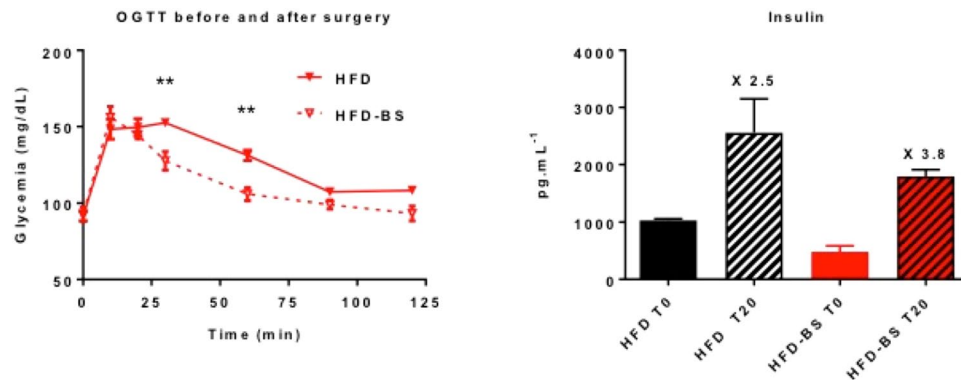 OGTT before and after surgery
200
150
100
50
Glycemia (mg/dL)
**
**
HFD
HFD-BS
0
25
50
75
100
125
Time (min)
Insulin
4000
3000
2000
1000
0
pg.mL⁻¹
X 2.5
X 3.8
HFD T0
HFD T20
HFD-BS T0
HFD-BS T20